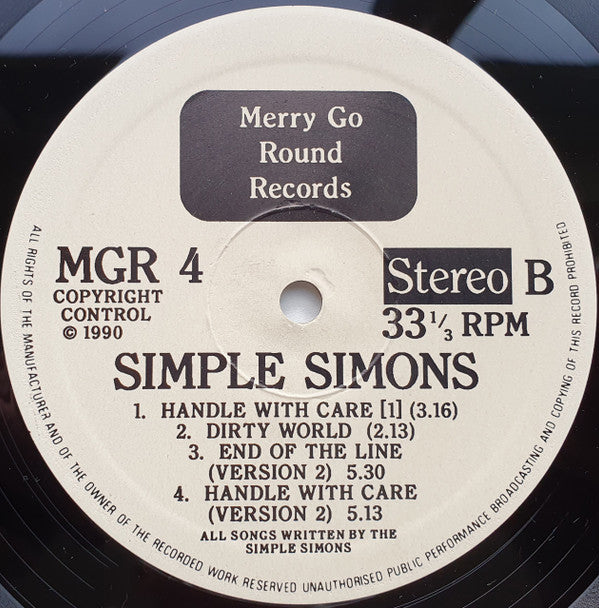 Merry Go
Round
Records
MGR 4
COPYRIGHT
CONTROL
© 1990
Stereo B
33 1/3 RPM
SIMPLE SIMONS
1. HANDLE WITH CARE [1] (3.16)
2. DIRTY WORLD (2.13)
3. END OF THE LINE
(VERSION 2) 5.30
4. HANDLE WITH CARE
(VERSION 2) 5.13
ALL SONGS WRITTEN BY THE
SIMPLE SIMONS
ALL RIGHTS OF THE MANUFACTURER AND OF THE OWNER OF THE RECORDED WORK RESERVED UNAUTHORISED PUBLIC PERFORMANCE BROADCASTING AND COPYING OF THIS RECORD PROHIBITED